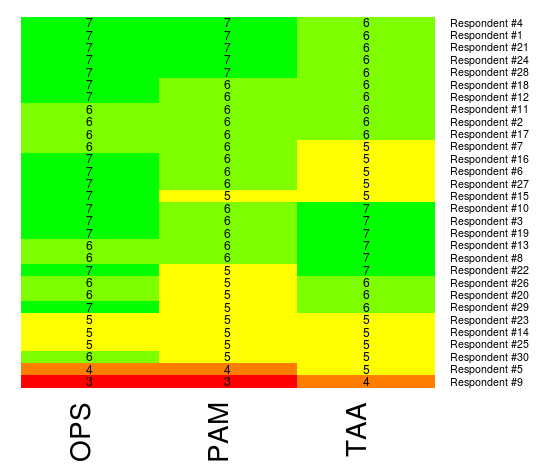 7 7 6 Respondent #4
7 7 6 Respondent #1
7 7 6 Respondent #21
7 7 6 Respondent #24
7 7 6 Respondent #28
7 6 6 Respondent #18
7 6 6 Respondent #12
6 6 6 Respondent #11
6 6 6 Respondent #2
6 6 6 Respondent #17
6 6 5 Respondent #7
7 6 5 Respondent #16
7 6 5 Respondent #6
7 6 5 Respondent #27
7 5 5 Respondent #15
7 6 7 Respondent #10
7 6 7 Respondent #3
7 6 7 Respondent #19
6 6 7 Respondent #13
6 6 7 Respondent #8
7 5 7 Respondent #22
6 5 6 Respondent #26
6 5 6 Respondent #20
7 5 6 Respondent #29
5 5 5 Respondent #23
5 5 5 Respondent #14
5 5 5 Respondent #25
6 5 5 Respondent #30
4 4 5 Respondent #5
3 3 4 Respondent #9
OPS PAM TAA